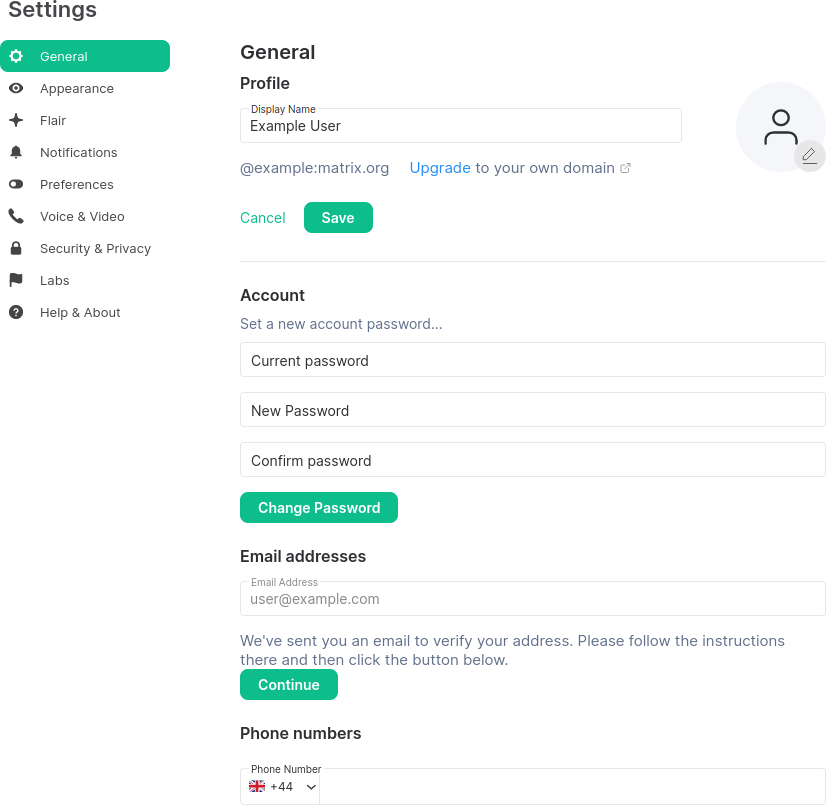 Settings
General
Appearance
Flair
Notifications
Preferences
Voice & Video
Security & Privacy
Labs
Help & About
General
Profile
Display Name
Example User
@example:matrix.org Upgrade to your own domain
Cancel Save
Account
Set a new account password...
Current password
New Password
Confirm password
Change Password
Email addresses
Email Address
user@example.com
We've sent you an email to verify your address. Please follow the instructions
there and then click the button below.
Continue
Phone numbers
Phone Number
+44